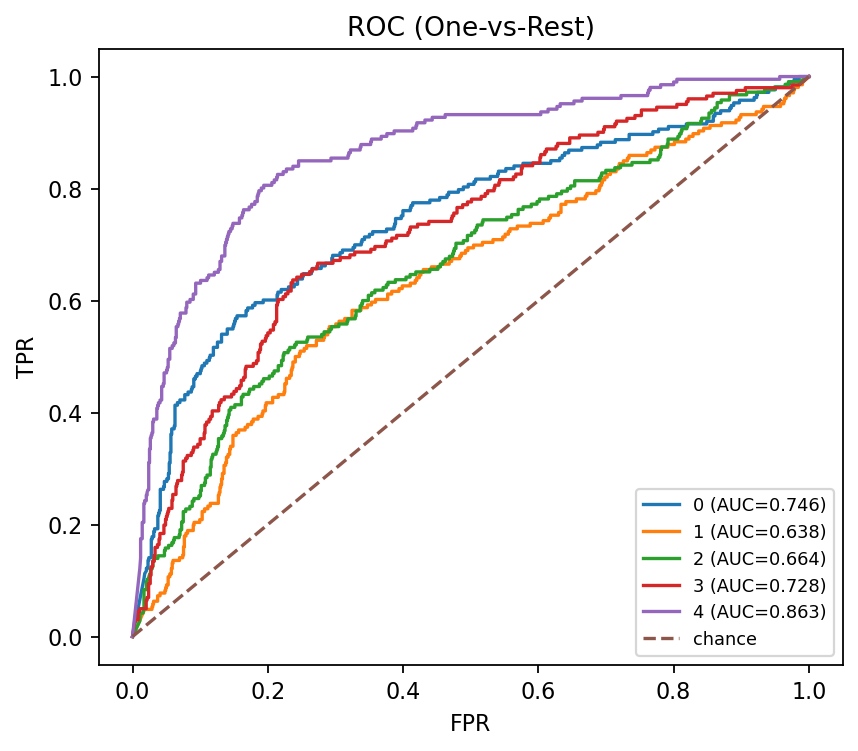 ROC (One-vs-Rest)
1.0
0.8
0.6
0.4
0.2
0.0
TPR
0.0 0.2 0.4 0.6 0.8 1.0
FPR
0 (AUC=0.746)
1 (AUC=0.638)
2 (AUC=0.664)
3 (AUC=0.728)
4 (AUC=0.863)
chance